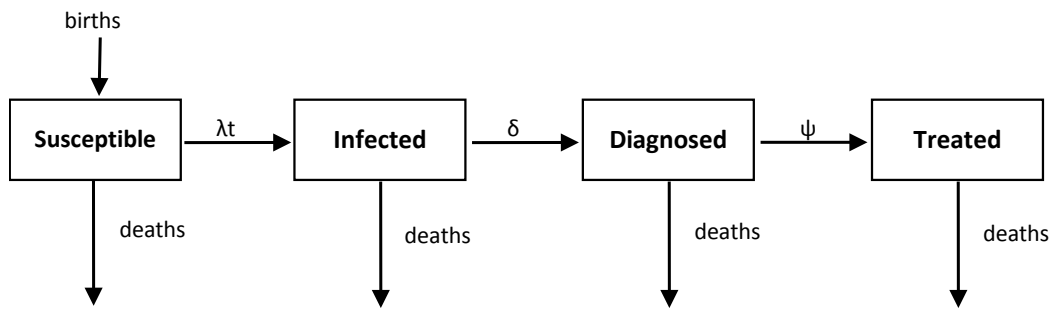 births
Susceptible
λt
Infected
δ
Diagnosed
ψ
Treated
deaths
deaths
deaths
deaths